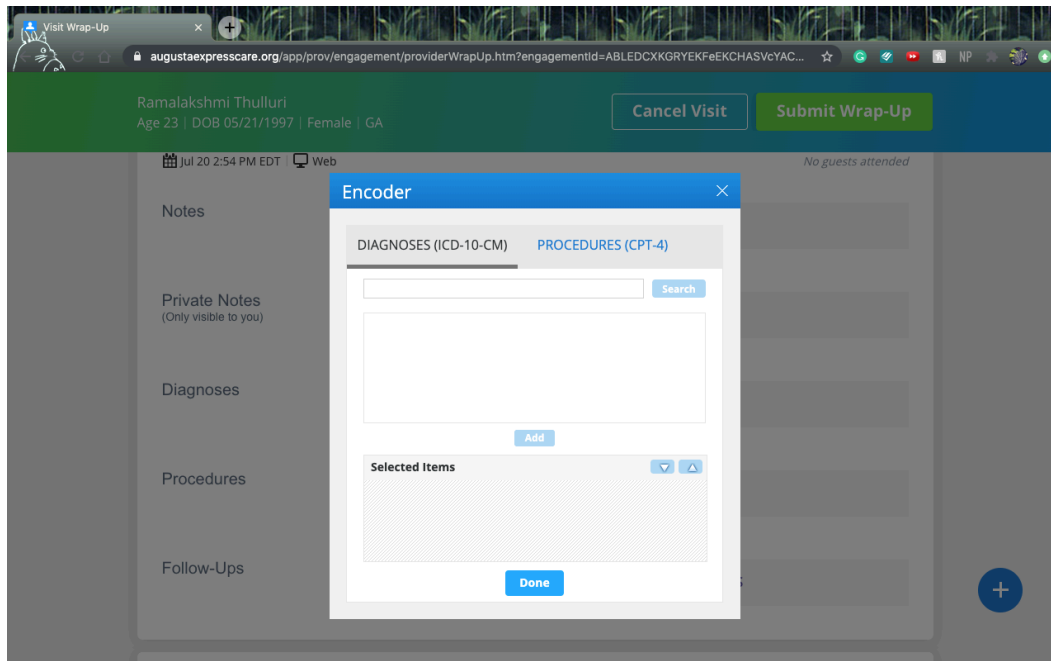 Visit Wrap-Up
augustaexpresscare.org/app/prov/engagement/providerWrapUp.htm?engagementId=ABLEDCXKGRYEKFeEKCHASVcYAC...
NP
Ramalakshmi Thulluri
Age 23 | DOB 05/21/1997 | Female | GA
Cancel Visit
Submit Wrap-Up
Jul 20 2:54 PM EDT | Web
No guests attended
Notes
Private Notes
(Only visible to you)
Diagnoses
Procedures
Follow-Ups
Encoder
DIAGNOSES (ICD-10-CM)
PROCEDURES (CPT-4)
Search
Add
Selected Items
Done